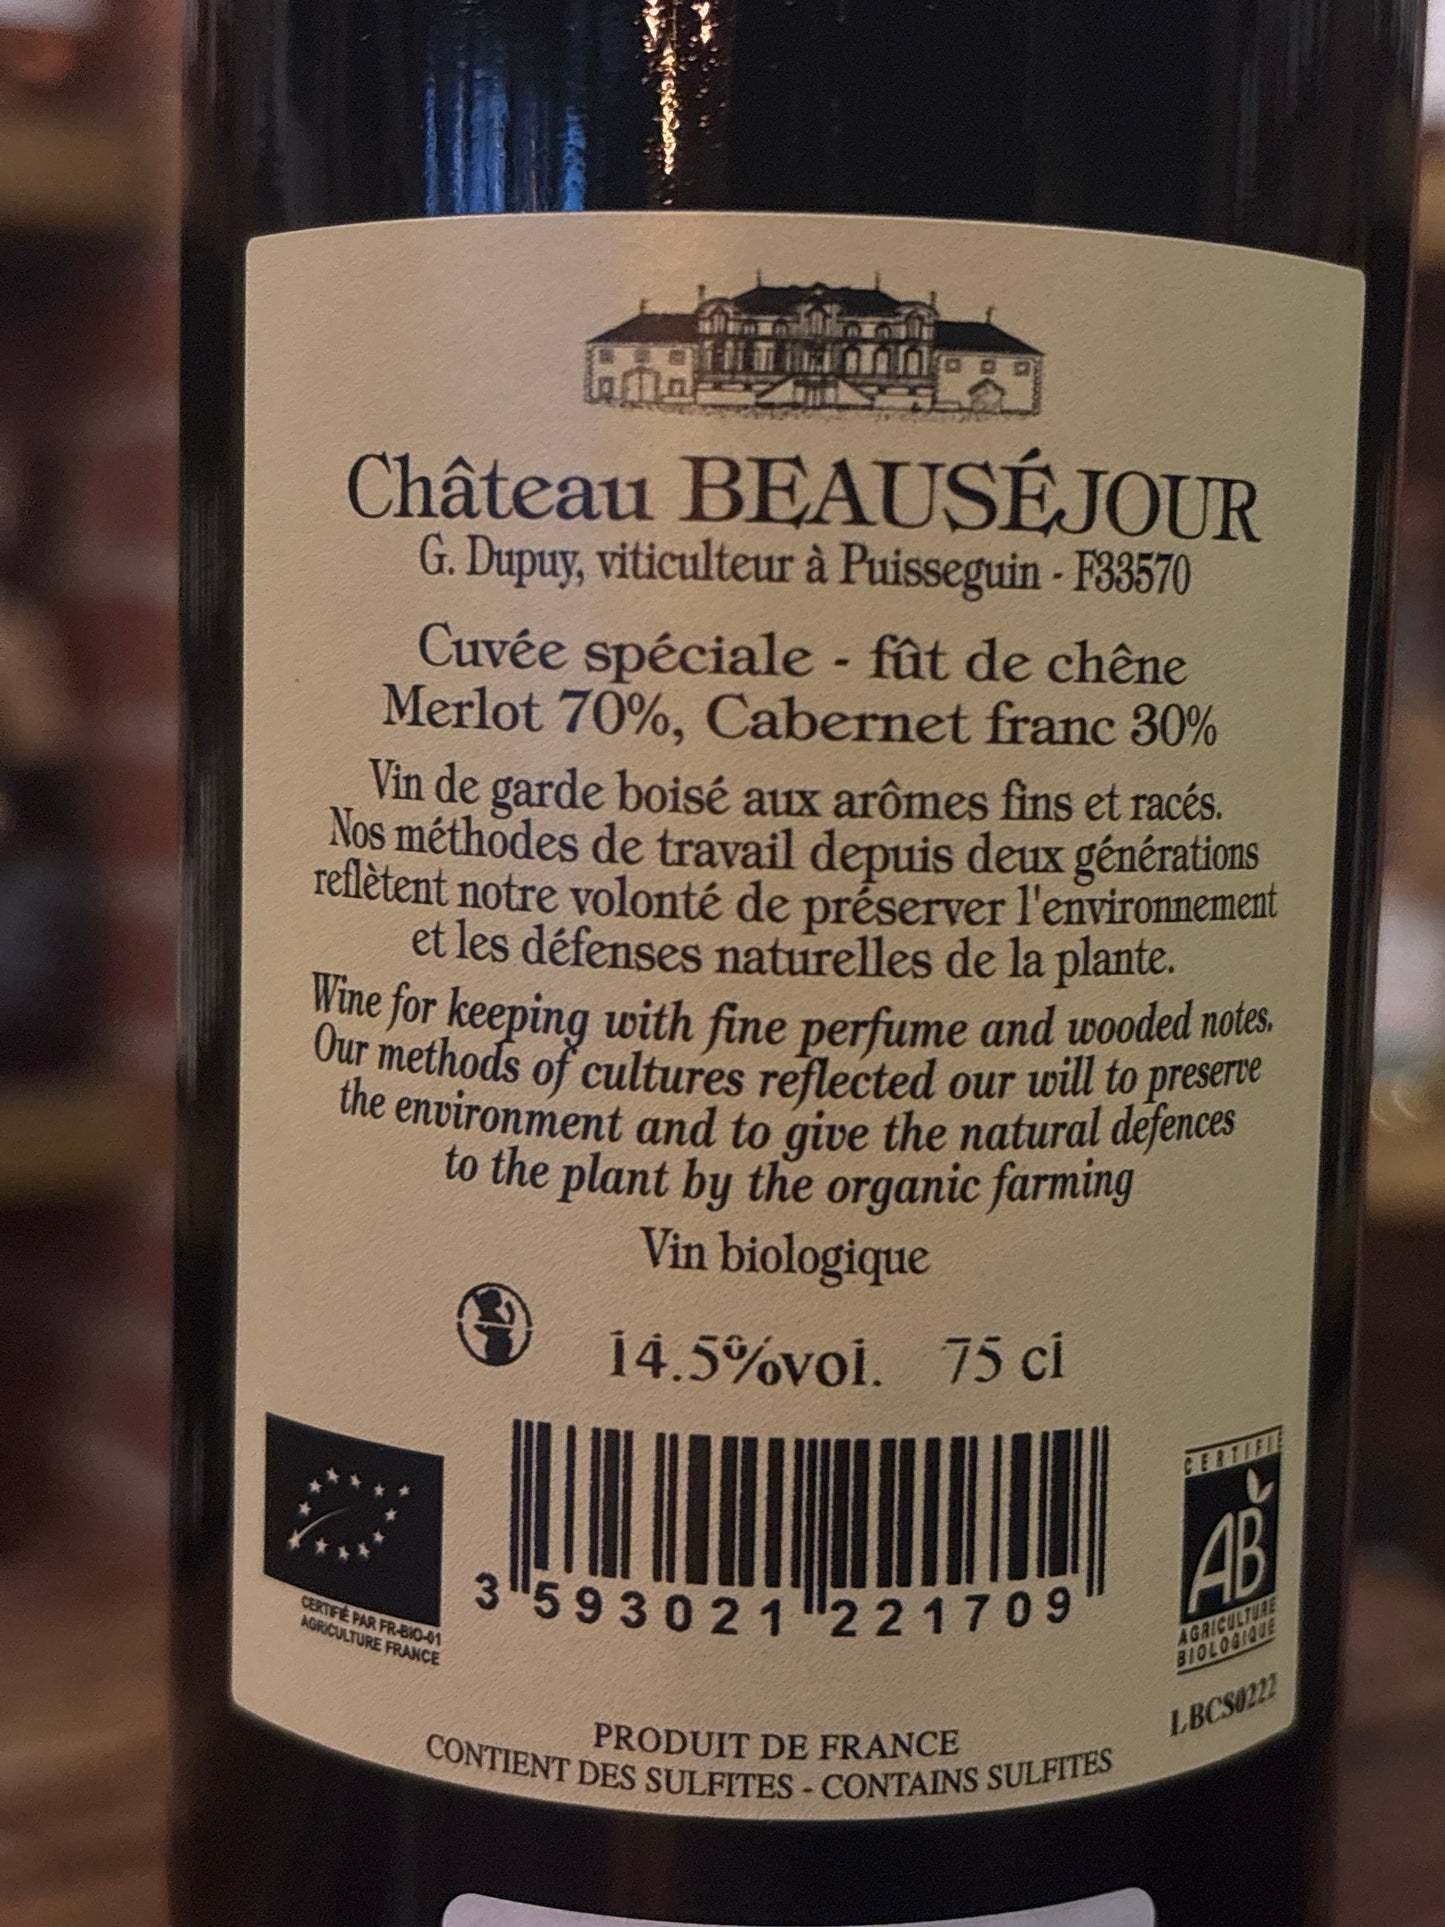 Château BEAUSÉJOUR
G. Dupuy, viticulteur à Puisseguin - F33570
Cuvée spéciale - fût de chêne
Merlot 70%, Cabernet franc 30%
Vin de garde boisé aux arômes fins et racés.
Nos méthodes de travail depuis deux générations
reflètent notre volonté de préserver l'environnement
et les défenses naturelles de la plante.
Wine for keeping with fine perfume and wooded notes.
Our methods of cultures reflected our will to preserve
the environment and to give the natural defences
to the plant by the organic farming
Vin biologique
14.5%vol. 75 cl
CERTIFIÉ PAR FR-BIO-01
AGRICULTURE FRANCE
3 593021 221709
CERTIFIÉ
AB
AGRICULTURE
BIOLOGIQUE
LBCS0222
PRODUIT DE FRANCE
CONTIENT DES SULFITES - CONTAINS SULFITES